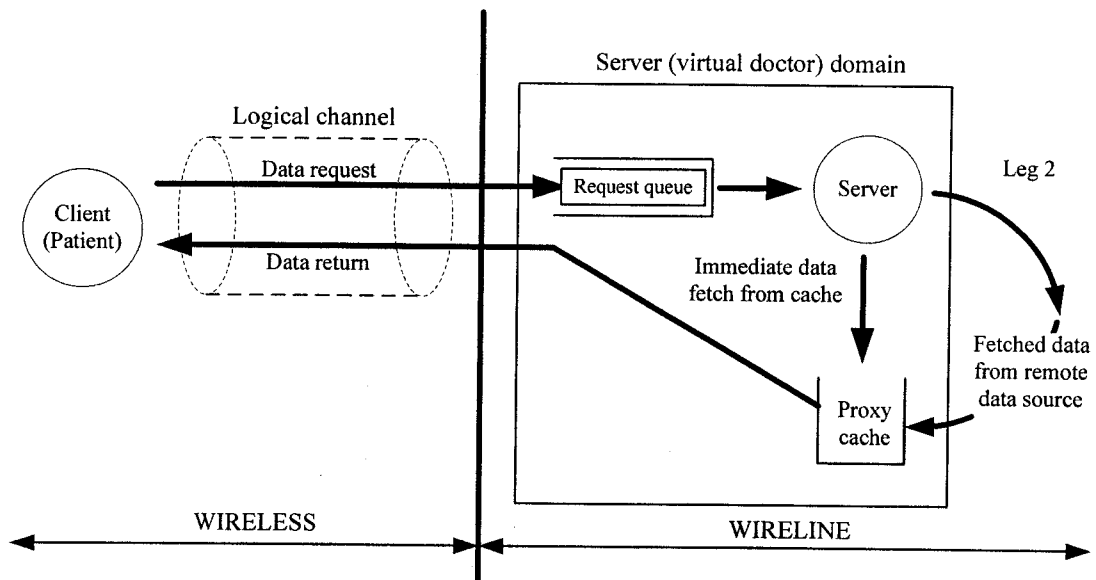 Server (virtual doctor) domain
Logical channel
Data request
Request queue
Server
Leg 2
Client
(Patient)
Data return
Immediate data
fetch from cache
Fetched data
from remote
data source
Proxy
cache
WIRELESS
WIRELINE